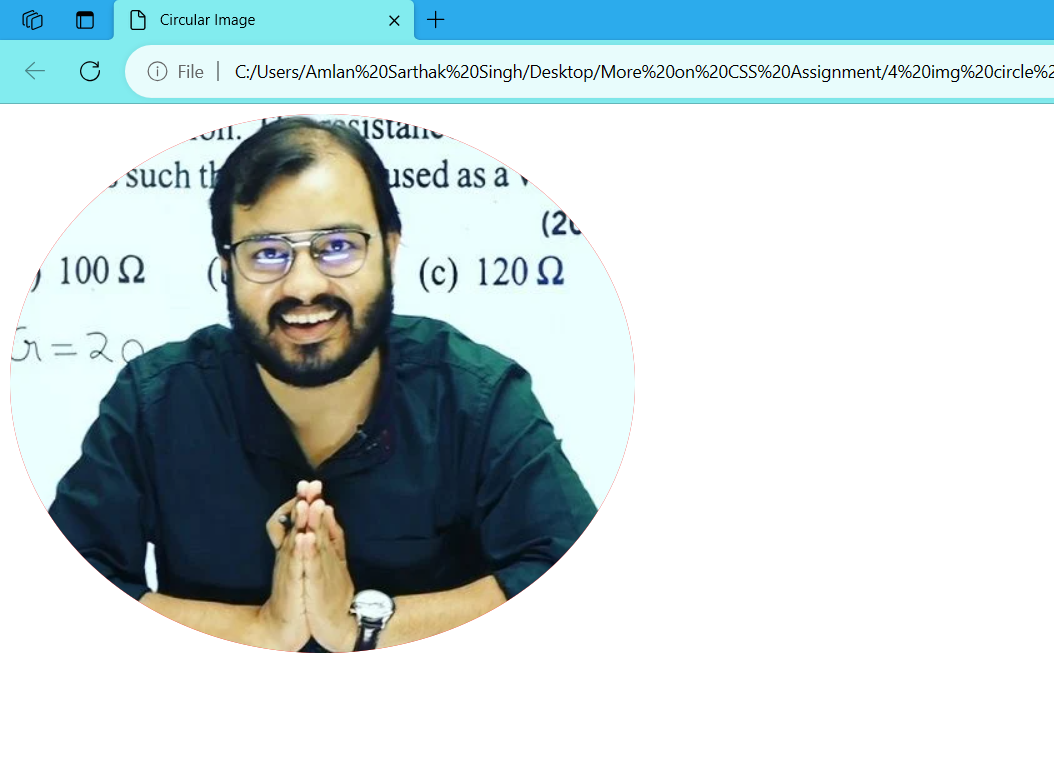 Circular Image
File
C:/Users/Amlan%20Sarthak%20Singh/Desktop/More%20on%20CSS%20Assignment/4%20img%20circle%2
such used as a
100 Ω (c) 120 Ω
= 20